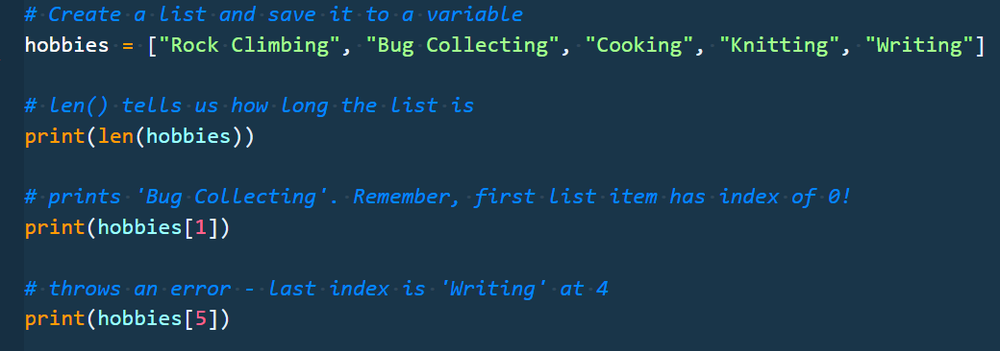 # Create a list and save it to a variable
hobbies = ["Rock Climbing", "Bug Collecting", "Cooking", "Knitting", "Writing"]
# len() tells us how long the list is
print(len(hobbies))
# prints 'Bug Collecting'. Remember, first list item has index of 0!
print(hobbies[1])
# throws an error - last index is 'Writing' at 4
print(hobbies[5])